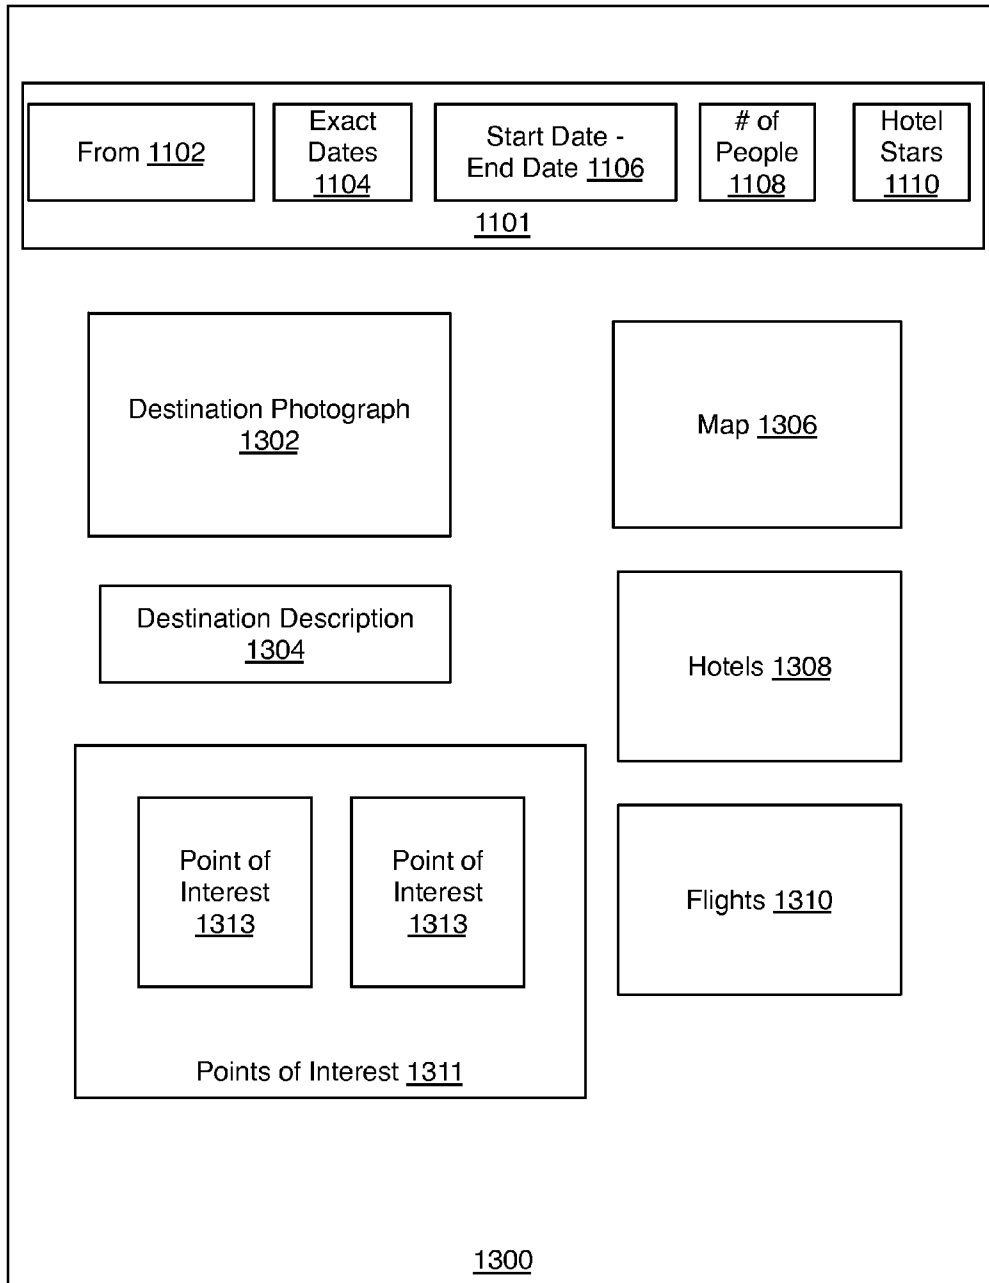 From 1102
Exact
Dates
1104
Start Date -
End Date 1106
# of
People
1108
Hotel
Stars
1110
1101
Destination Photograph
1302
Map 1306
Destination Description
1304
Hotels 1308
Point of
Interest
1313
Point of
Interest
1313
Flights 1310
Points of Interest 1311
1300